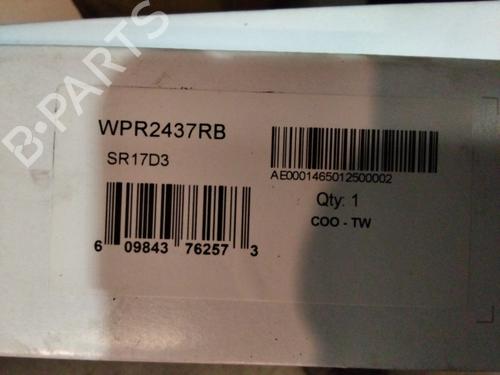 B-PARTS
WPR2437RB
SR17D3
6 09843 76257 3
AE0001465012500002
Qty: 1
COO - TW